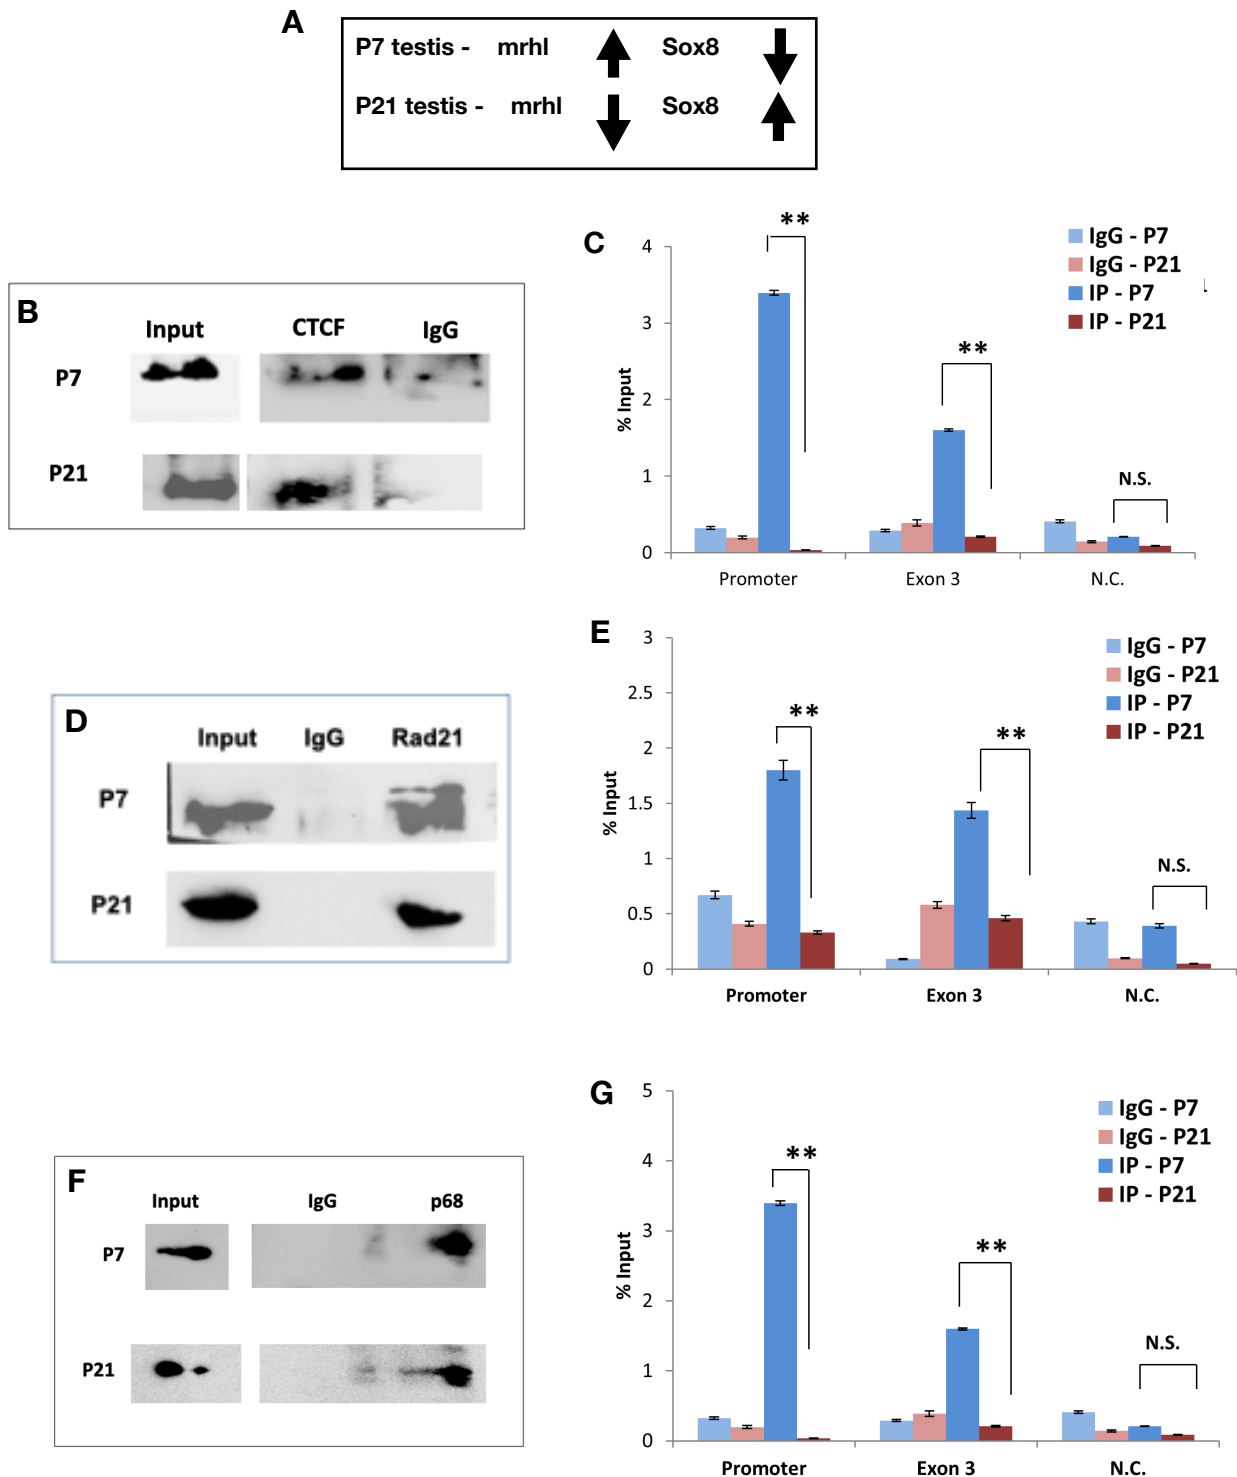 A
P7 testis - mrhl Sox8
P21 testis - mrhl Sox8
B
Input CTCF IgG
P7
P21
C
**
**
N.S.
IgG - P7
IgG - P21
IP - P7
IP - P21
% Input
4
3
2
1
0
Promoter Exon 3 N.C.
D
Input IgG Rad21
P7
P21
E
**
**
N.S.
IgG - P7
IgG - P21
IP - P7
IP - P21
% Input
3
2.5
2
1.5
1
0.5
0
Promoter Exon 3 N.C.
F
Input IgG p68
P7
P21
G
**
**
N.S.
IgG - P7
IgG - P21
IP - P7
IP - P21
% Input
5
4
3
2
1
0
Promoter Exon 3 N.C.